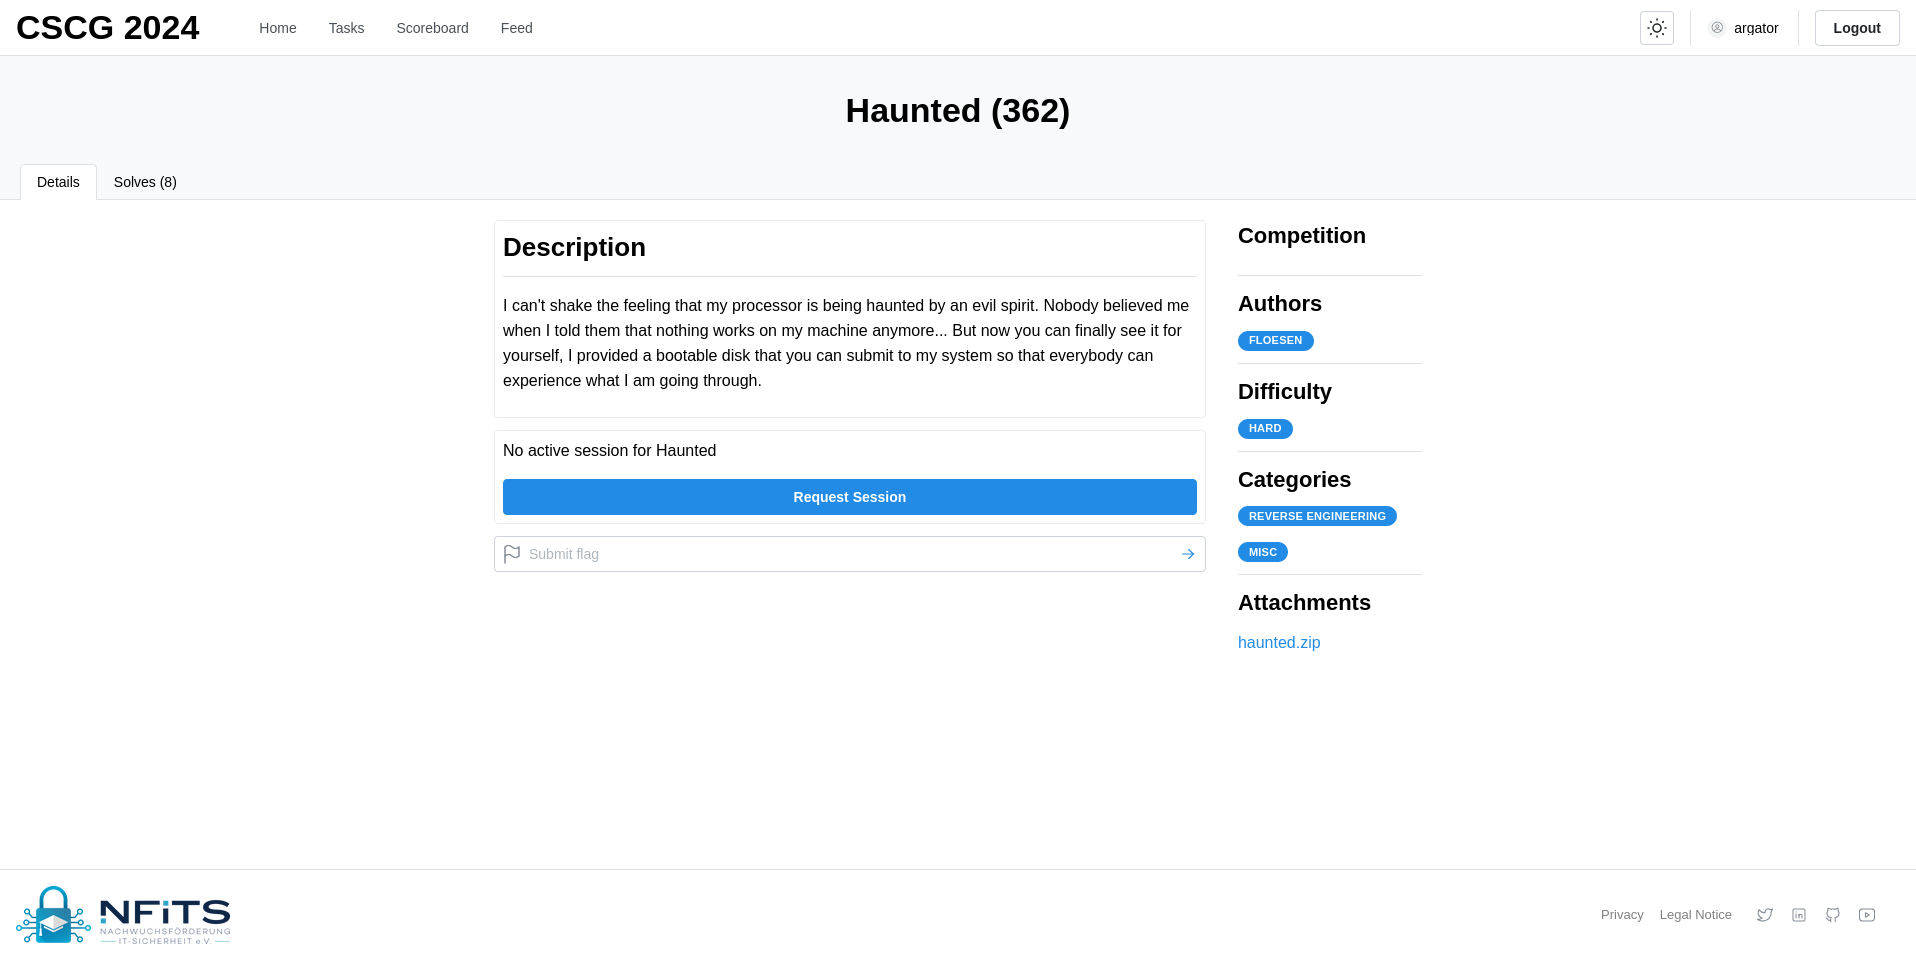 CSCG 2024
Home
Tasks
Scoreboard
Feed
argator
Logout
Haunted (362)
Details
Solves (8)
Description
I can't shake the feeling that my processor is being haunted by an evil spirit. Nobody believed me
when I told them that nothing works on my machine anymore... But now you can finally see it for
yourself, I provided a bootable disk that you can submit to my system so that everybody can
experience what I am going through.
No active session for Haunted
Request Session
Submit flag
Competition
Authors
FLOESEN
Difficulty
HARD
Categories
REVERSE ENGINEERING
MISC
Attachments
haunted.zip
NFiTS
NACHWUCHSFÖRDERUNG
IT-SICHERHEIT e.V.
Privacy
Legal Notice